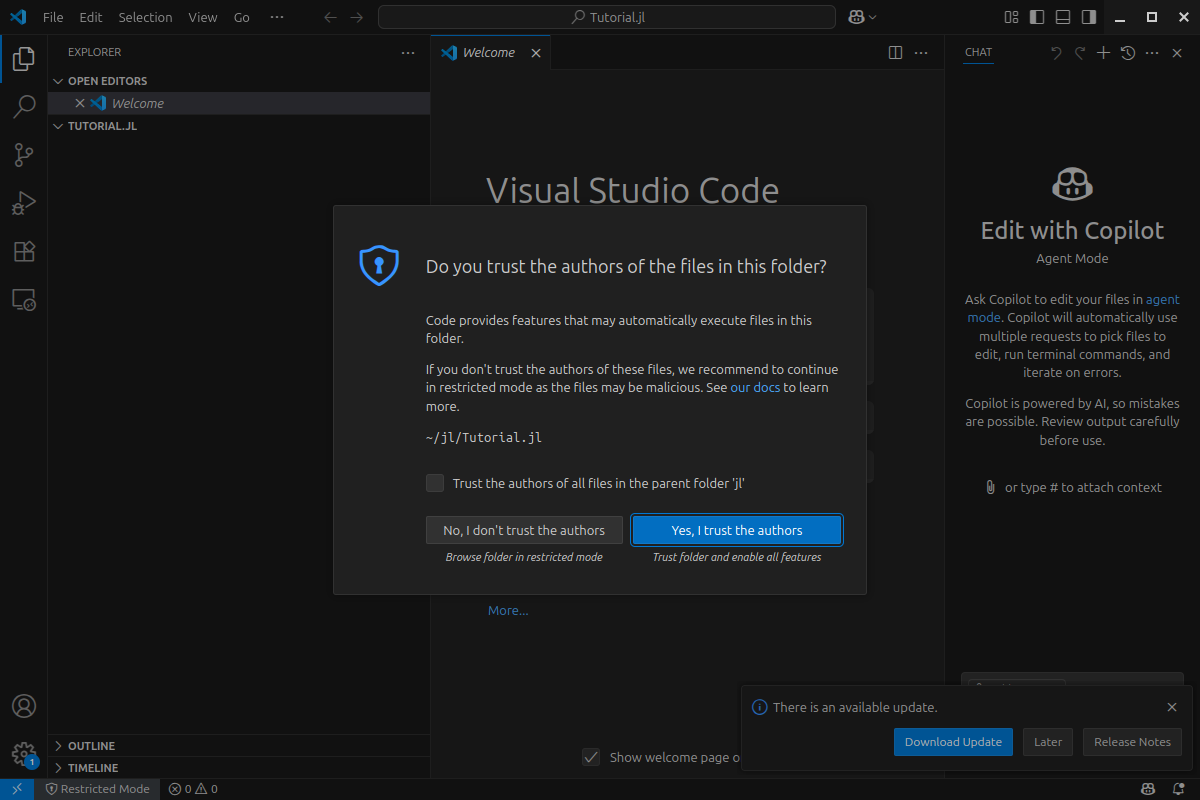 File Edit Selection View Go ···
Tutorial.jl
EXPLORER
OPEN EDITORS
Welcome
TUTORIAL.JL
Welcome
CHAT
Visual Studio Code
Do you trust the authors of the files in this folder?
Code provides features that may automatically execute files in this
folder.
If you don't trust the authors of these files, we recommend to continue
in restricted mode as the files may be malicious. See our docs to learn
more.
~/jl/Tutorial.jl
Trust the authors of all files in the parent folder 'jl'
No, I don't trust the authors
Yes, I trust the authors
Browse folder in restricted mode
Trust folder and enable all features
More...
Show welcome page o
Edit with Copilot
Agent Mode
Ask Copilot to edit your files in agent
mode. Copilot will automatically use
multiple requests to pick files to
edit, run terminal commands, and
iterate on errors.
Copilot is powered by AI, so mistakes
are possible. Review output carefully
before use.
or type # to attach context
There is an available update.
Download Update
Later
Release Notes
OUTLINE
TIMELINE
1
Restricted Mode
0
0